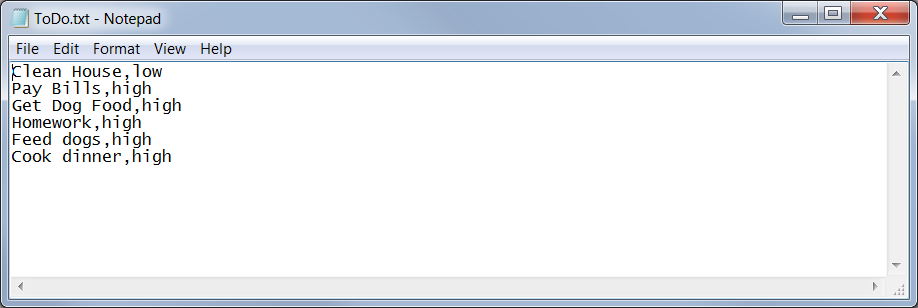 ToDo.txt - Notepad
File Edit Format View Help
Clean House,low
Pay Bills,high
Get Dog Food,high
Homework,high
Feed dogs,high
Cook dinner,high